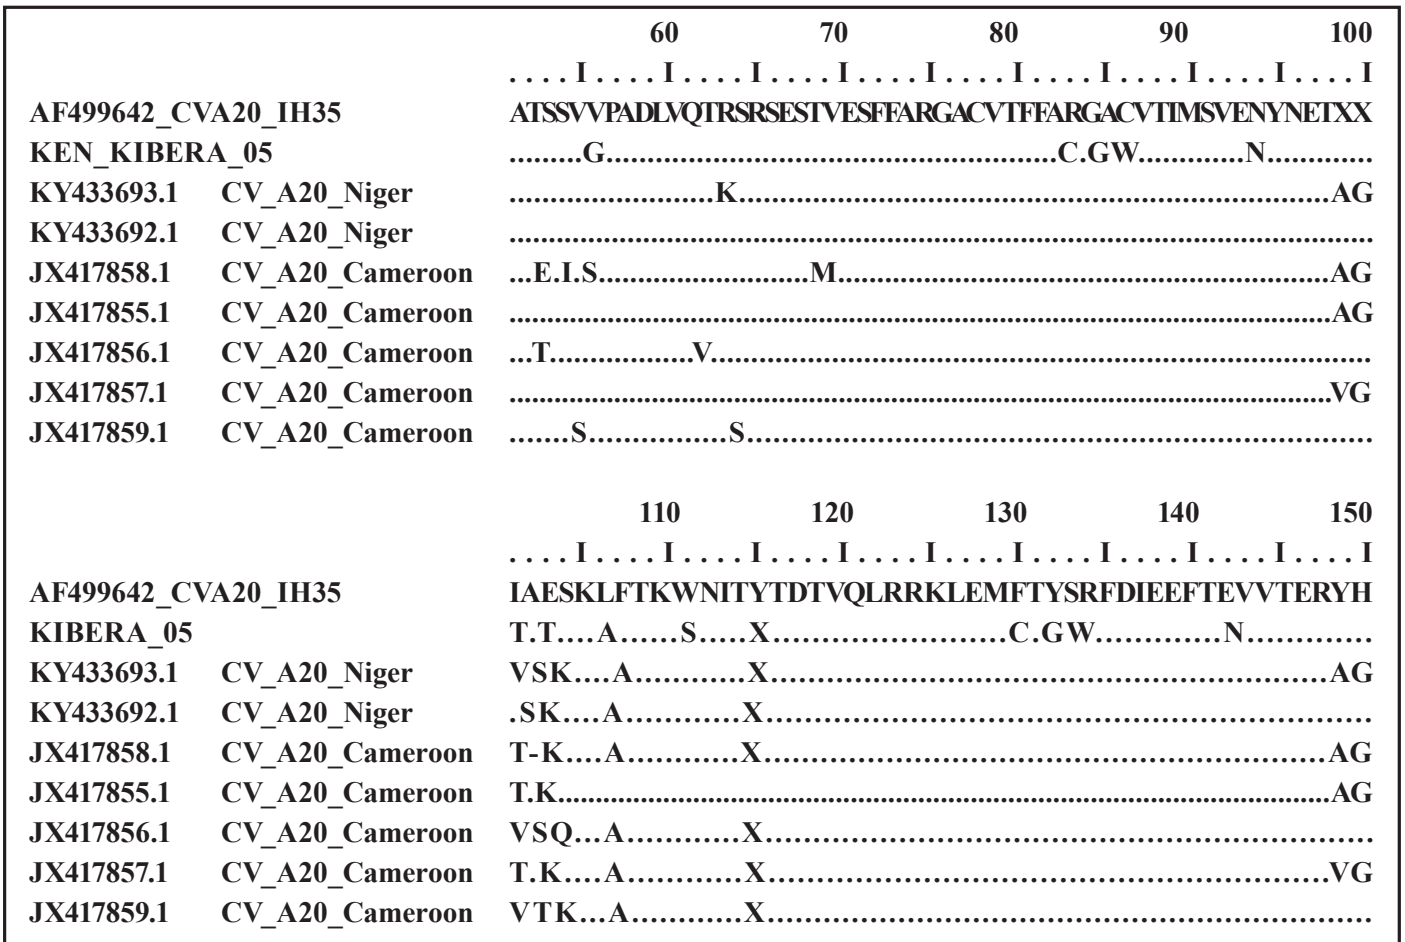 60 70 80 90 100
. . . . I . . . . I . . . . I . . . . I . . . . I . . . . I . . . . I . . . . I . . . . I . . . . I
AF499642_CVA20_IH35 ATSSVVPADLVQTRSRSESTVESFFARGACVTFFARGACVTIMSVENYNETXX
KEN_KIBERA_05 ......G.......................................C.GW.........N.........
KY433693.1 CV_A20_Niger ......................K...................................................AG
KY433692.1 CV_A20_Niger .........................................................................
JX417858.1 CV_A20_Cameroon ...E.I.S..................M..........................................AG
JX417855.1 CV_A20_Cameroon .......................................................................AG
JX417856.1 CV_A20_Cameroon ...T.................V.........................................................
JX417857.1 CV_A20_Cameroon .......................................................................VG
JX417859.1 CV_A20_Cameroon .......S................S......................................................
110 120 130 140 150
. . . . I . . . . I . . . . I . . . . I . . . . I . . . . I . . . . I . . . . I . . . . I . . . . I
AF499642_CVA20_IH35 IAESKLFTKWNITYTDTVQLRRKLEMFTYSRFDIEEFTEVVTERYH
KIBERA_05 T.T....A......S.....X.....................C.GW............N............
KY433693.1 CV_A20_Niger VSK....A...........X..................................................AG
KY433692.1 CV_A20_Niger .SK....A...........X......................................................
JX417858.1 CV_A20_Cameroon T-K....A...........X..................................................AG
JX417855.1 CV_A20_Cameroon T.K...................................................................AG
JX417856.1 CV_A20_Cameroon VSQ...A...........X......................................................
JX417857.1 CV_A20_Cameroon T.K....A...........X..................................................VG
JX417859.1 CV_A20_Cameroon VTK...A...........X......................................................